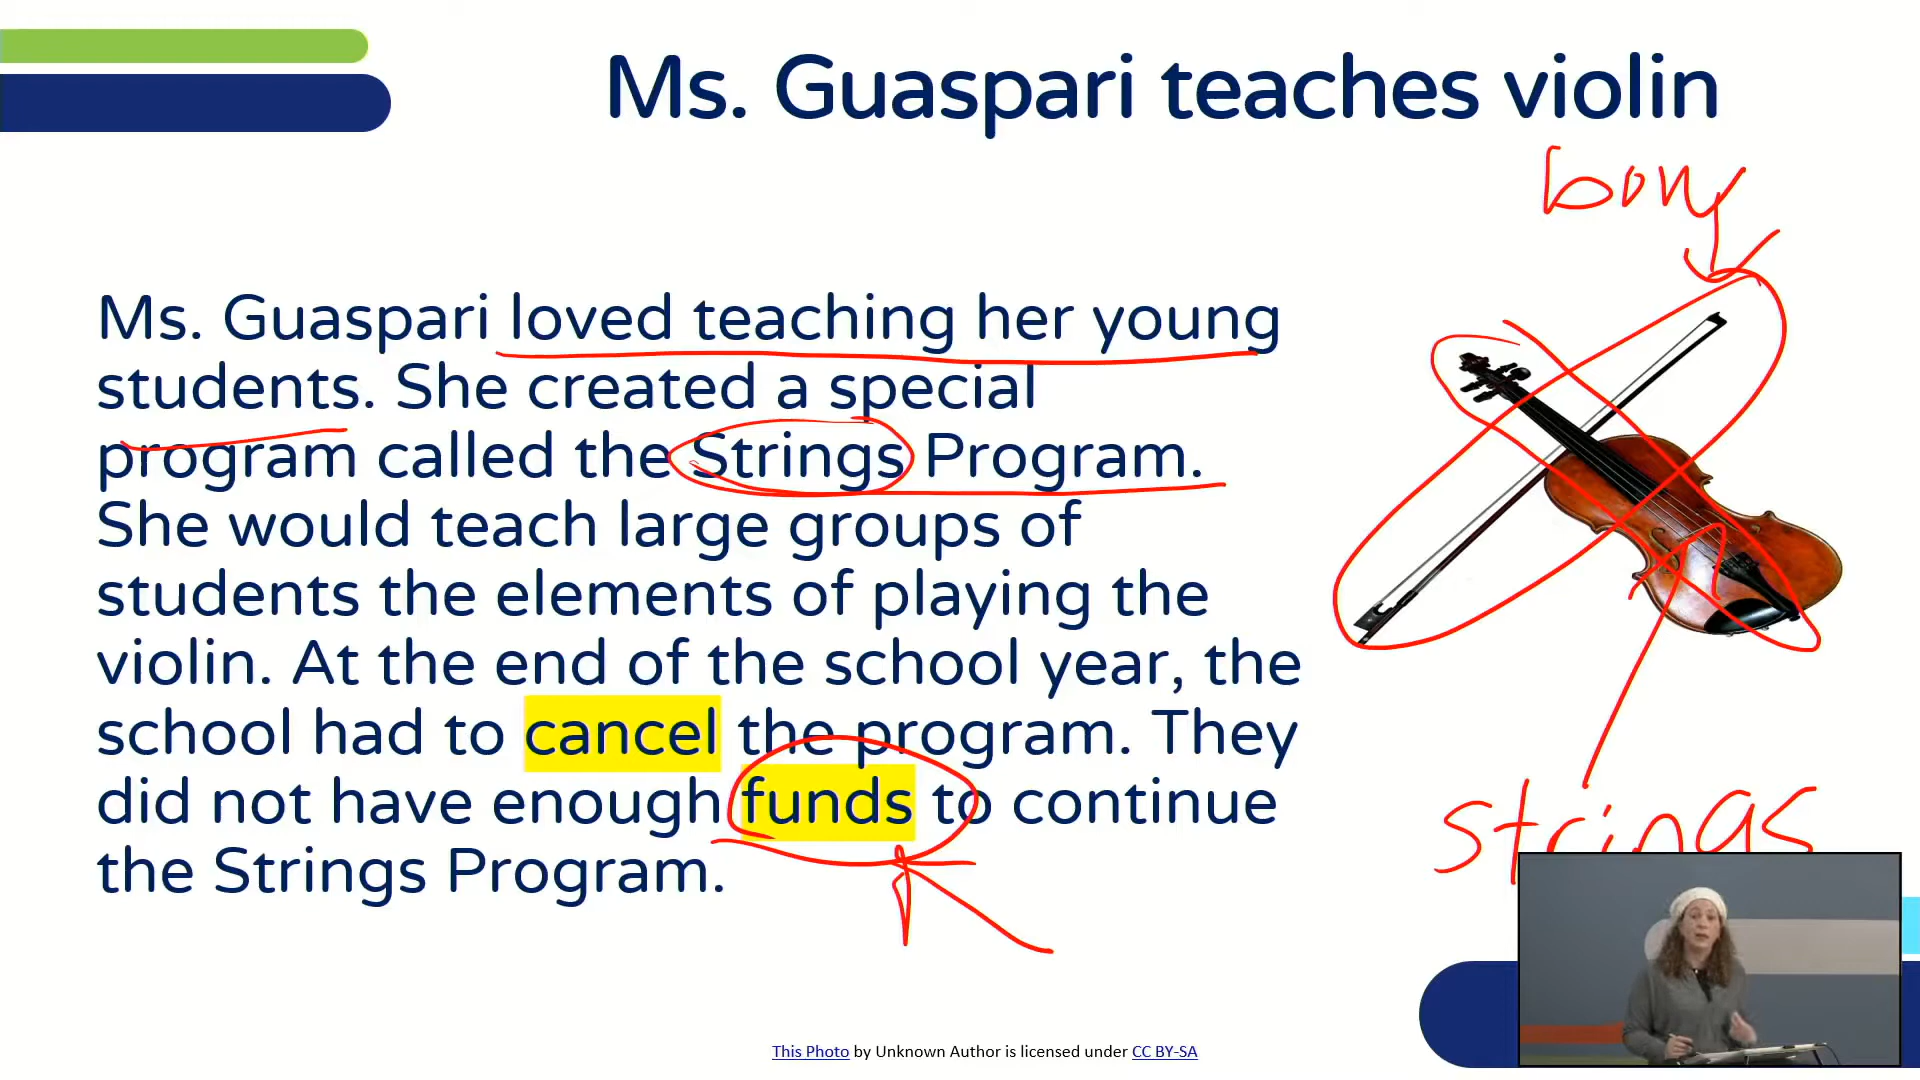 Ms. Guaspari teaches violin
bow
Ms. Guaspari loved teaching her young
students. She created a special
program called the Strings Program.
She would teach large groups of
students the elements of playing the
violin. At the end of the school year, the
school had to cancel the program. They
did not have enough funds to continue
the Strings Program.
strings
This Photo by Unknown Author is licensed under CC BY-SA